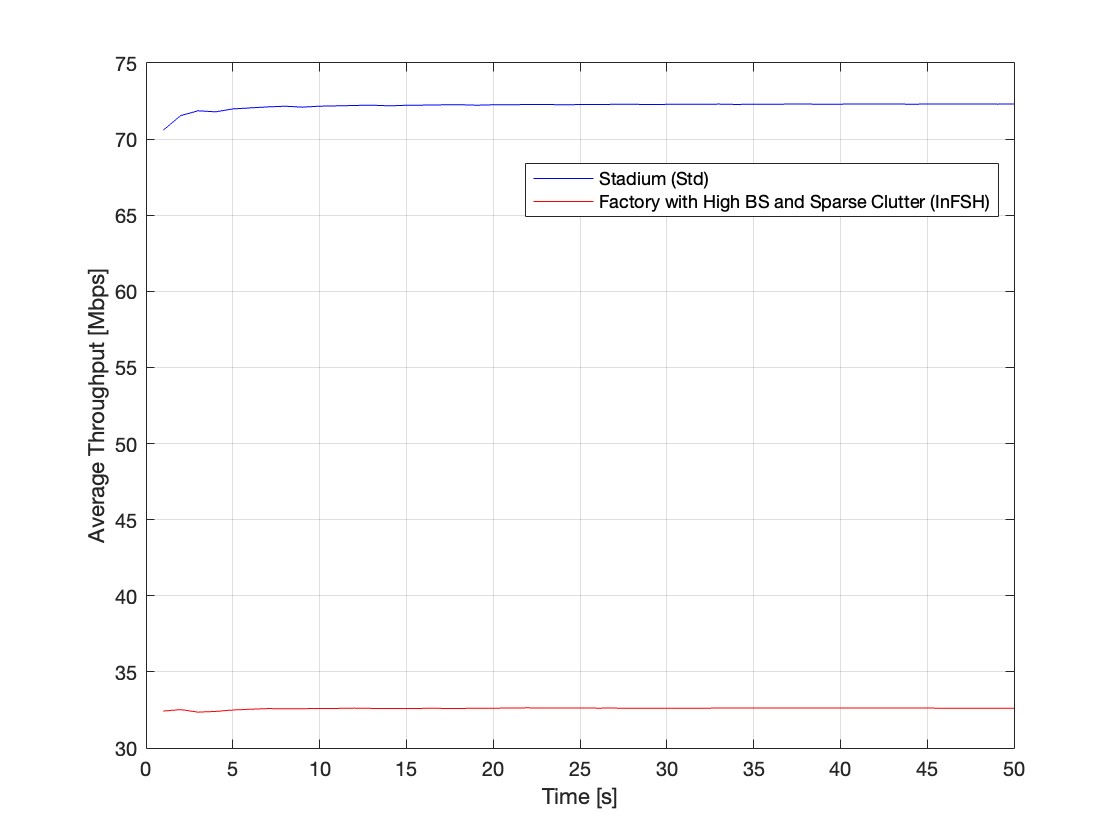 75
70
65
60
55
50
45
40
35
30
Average Throughput [Mbps]
Stadium (Std)
Factory with High BS and Sparse Clutter (InFSH)
0 5 10 15 20 25 30 35 40 45 50
Time [s]